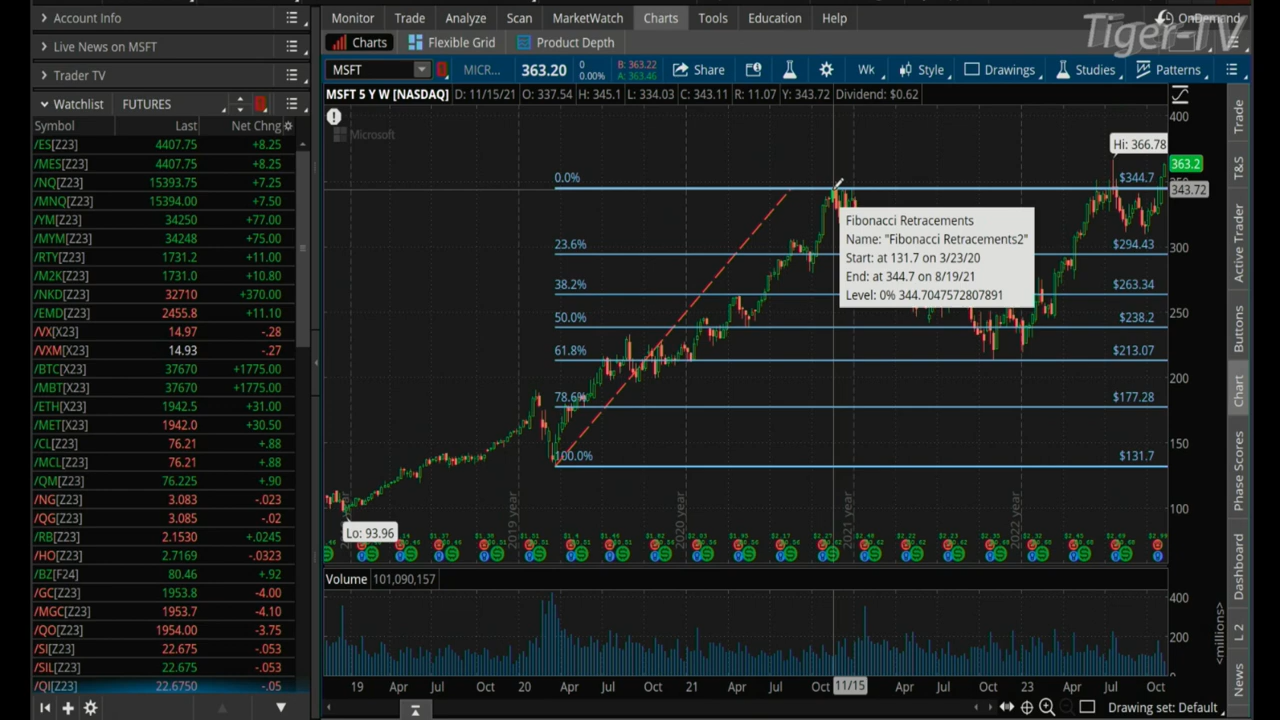 Account Info
Live News on MSFT
Trader TV
Watchlist FUTURES
Symbol Last Net Chng
/ES[Z23] 4407.75 +8.25
/MES[Z23] 4407.75 +8.25
/NQ[Z23] 15393.75 +7.25
/MNQ[Z23] 15394.00 +7.50
/YM[Z23] 34250 +77.00
/MYM[Z23] 34248 +75.00
/RTY[Z23] 1731.2 +11.00
/M2K[Z23] 1731.0 +10.80
/NKD[Z23] 32710 +370.00
/EMD[Z23] 2455.8 +11.10
/VX[X23] 14.97 -.28
/VXM[X23] 14.93 -.27
/BTC[X23] 37670 +1775.00
/MBT[X23] 37670 +1775.00
/ETH[X23] 1942.5 +31.00
/MET[X23] 1942.0 +30.50
/CL[Z23] 76.21 +.88
/MCL[Z23] 76.21 +.88
/QM[Z23] 76.225 +.90
/NG[Z23] 3.083 -.023
/QG[Z23] 3.085 -.02
/RB[Z23] 2.1530 +.0245
/HO[Z23] 2.7169 -.0323
/BZ[F24] 80.46 +.92
/GC[Z23] 1953.8 -4.00
/MGC[Z23] 1953.7 -4.10
/QO[Z23] 1954.00 -3.75
/SI[Z23] 22.675 -.053
/SIL[Z23] 22.675 -.053
/QI[Z23] 22.6750 -.05
Monitor Trade Analyze Scan MarketWatch Charts Tools Education Help
OnDemand
Tiger-TV
Charts Flexible Grid Product Depth
MSFT MICR... 363.20 0 0.00% B: 363.22 A: 363.46 Share Wk Style Drawings Studies Patterns
MSFT 5 Y W [NASDAQ] D: 11/15/21 O: 337.54 H: 345.1 L: 334.03 C: 343.11 R: 11.07 Y: 343.72 Dividend: $0.62
Microsoft
400
Hi: 366.78
363.2
350
343.72
300
250
200
150
100
0.0% $344.7
23.6% $294.43
38.2% $263.34
50.0% $238.2
61.8% $213.07
78.6% $177.28
100.0% $131.7
Fibonacci Retracements
Name: "Fibonacci Retracements2"
Start: at 131.7 on 3/23/20
End: at 344.7 on 8/19/21
Level: 0% 344.7047572807891
Lo: 93.96
2019 year
2020 year
2021 year
2022 year
Volume 101,090,157
400
200
<millions>
19 Apr Jul Oct 20 Apr Jul Oct 21 Apr Jul Oct 11/15 Apr Jul Oct 23 Apr Jul Oct
Drawing set: Default
Trade
T&S
Active Trader
Buttons
Chart
Phase Scores
Dashboard
L 2
News